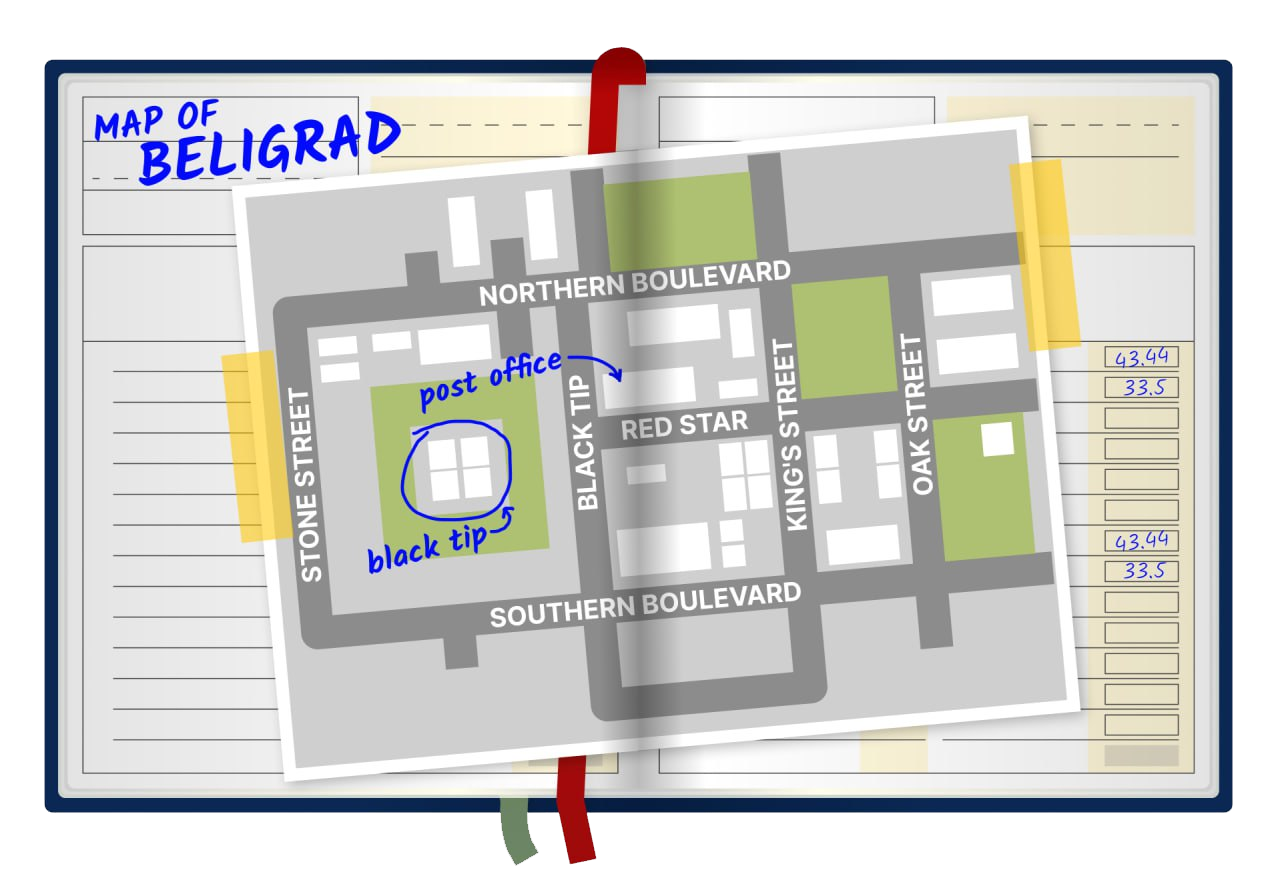 MAP OF
BELIGRAD
NORTHERN BOULEVARD
post office
STONE STREET
BLACK TIP
RED STAR
KING'S STREET
OAK STREET
black tip
SOUTHERN BOULEVARD
43.44
33.5
43.44
33.5